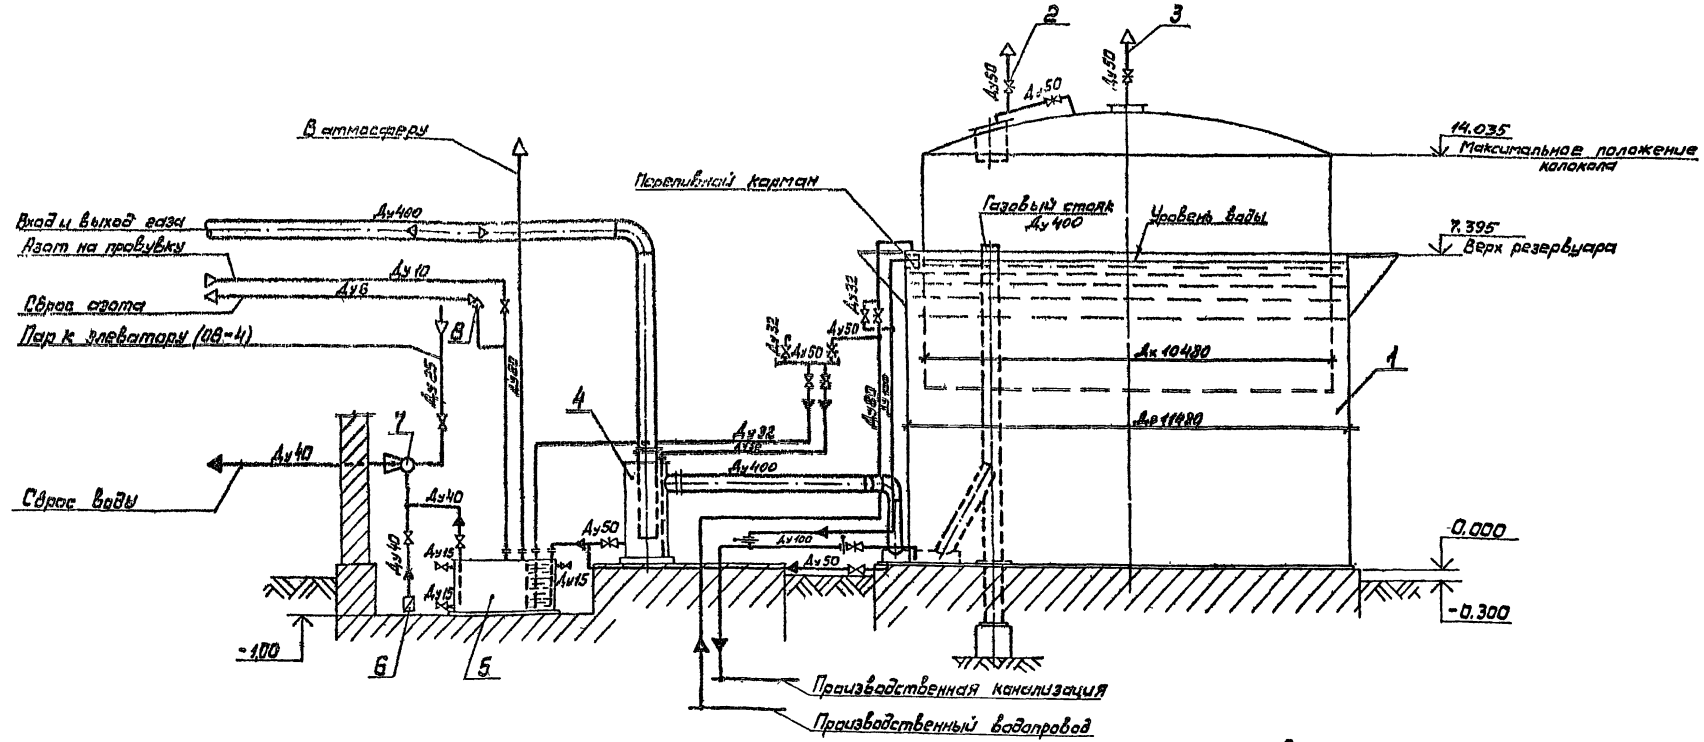 2
3
Ду50
Ду50
Ду50
В атмосферу
14.035
Максимальное положение
колокола
Переливной карман
Газовый стояк
Ду400
Уровень воды
7.395
Верх резервуара
Вход и выход газа
Ду400
Азот на продувку
Ду10
Ду6
Сброс азота
Пар к элеватору (ОВ-4)
8
Ду25
Ду32
Ду50
Ду32
Ду50
Дк 10480
1
Др 11480
Ду80
4
7
Ду40
Ду32
Ду400
Сброс воды
Ду40
Ду40
Ду15
Ду15
Ду15
Ду50
Ду100
Ду50
-0.000
-0.300
-1.00
6
5
Производственная канализация
Производственный водопровод